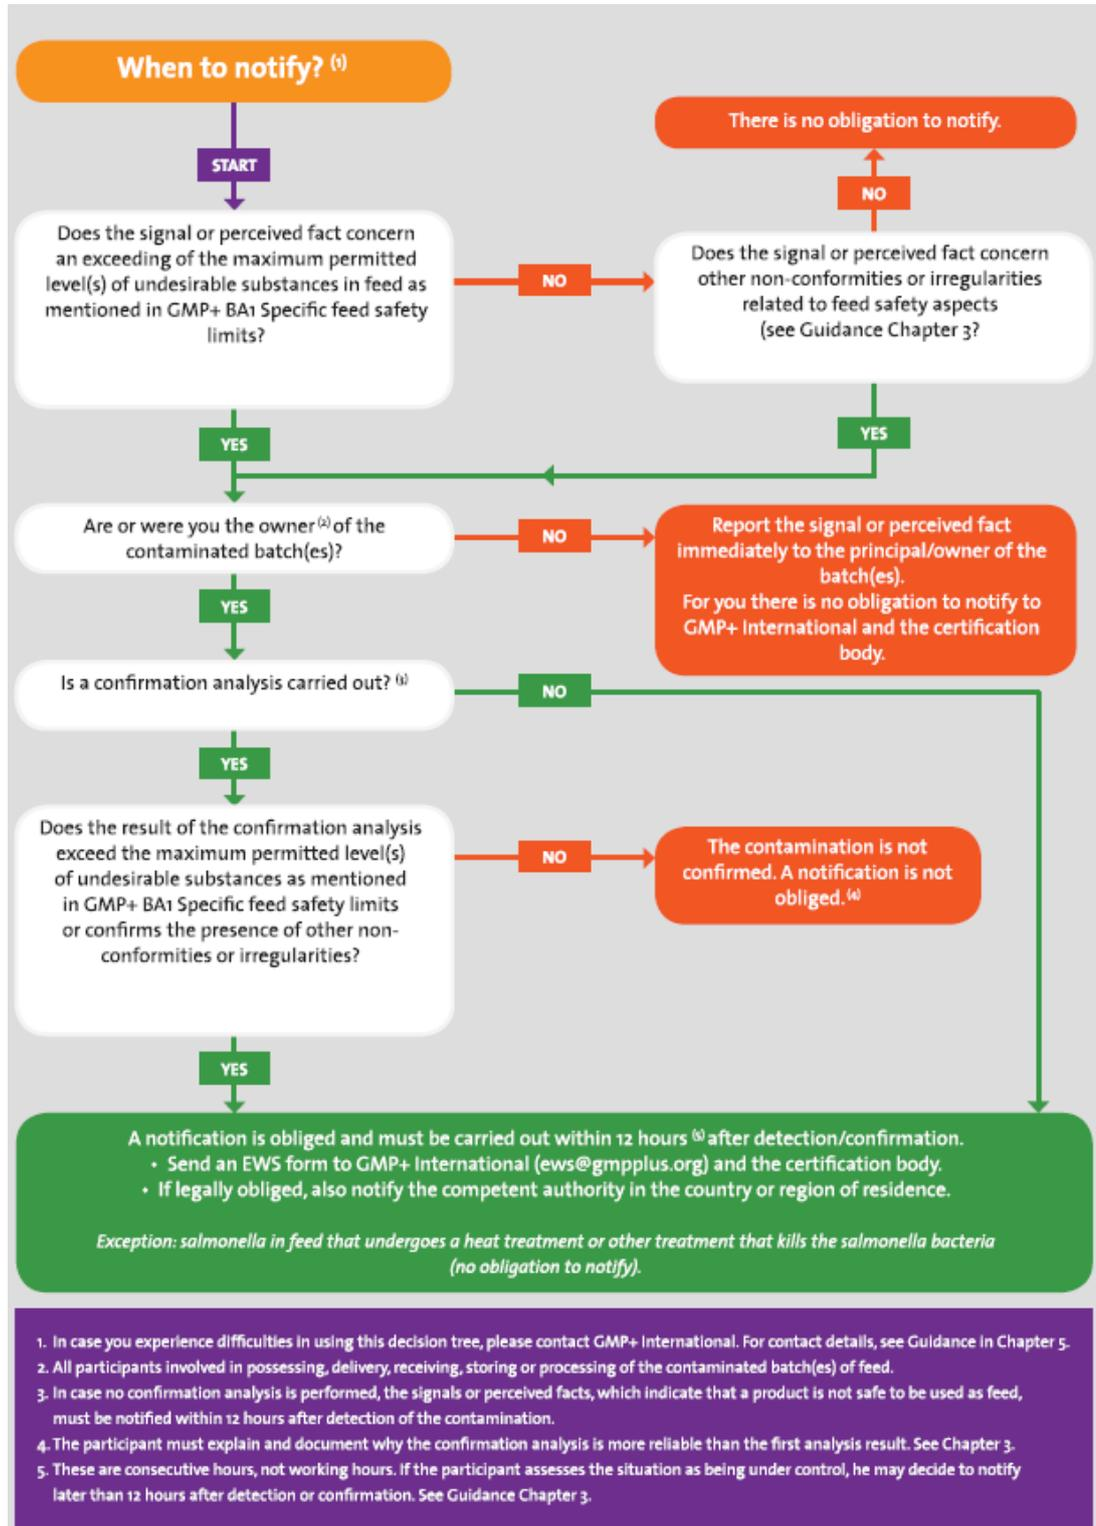 When to notify? (1)
START
There is no obligation to notify.
NO
Does the signal or perceived fact concern
an exceeding of the maximum permitted
level(s) of undesirable substances in feed as
mentioned in GMP+ BA1 Specific feed safety
limits?
NO
Does the signal or perceived fact concern
other non-conformities or irregularities
related to feed safety aspects
(see Guidance Chapter 3?
YES
YES
Are or were you the owner (2) of the
contaminated batch(es)?
NO
Report the signal or perceived fact
immediately to the principal/owner of the
batch(es).
For you there is no obligation to notify to
GMP+ International and the certification
body.
YES
Is a confirmation analysis carried out? (3)
NO
YES
Does the result of the confirmation analysis
exceed the maximum permitted level(s)
of undesirable substances as mentioned
in GMP+ BA1 Specific feed safety limits
or confirms the presence of other non-
conformities or irregularities?
NO
The contamination is not
confirmed. A notification is not
obliged. (4)
YES
A notification is obliged and must be carried out within 12 hours (5) after detection/confirmation.
• Send an EWS form to GMP+ International (ews@gmpplus.org) and the certification body.
• If legally obliged, also notify the competent authority in the country or region of residence.
Exception: salmonella in feed that undergoes a heat treatment or other treatment that kills the salmonella bacteria
(no obligation to notify).
1. In case you experience difficulties in using this decision tree, please contact GMP+ International. For contact details, see Guidance in Chapter 5.
2. All participants involved in possessing, delivery, receiving, storing or processing of the contaminated batch(es) of feed.
3. In case no confirmation analysis is performed, the signals or perceived facts, which indicate that a product is not safe to be used as feed,
must be notified within 12 hours after detection of the contamination.
4. The participant must explain and document why the confirmation analysis is more reliable than the first analysis result. See Chapter 3.
5. These are consecutive hours, not working hours. If the participant assesses the situation as being under control, he may decide to notify
later than 12 hours after detection or confirmation. See Guidance Chapter 3.